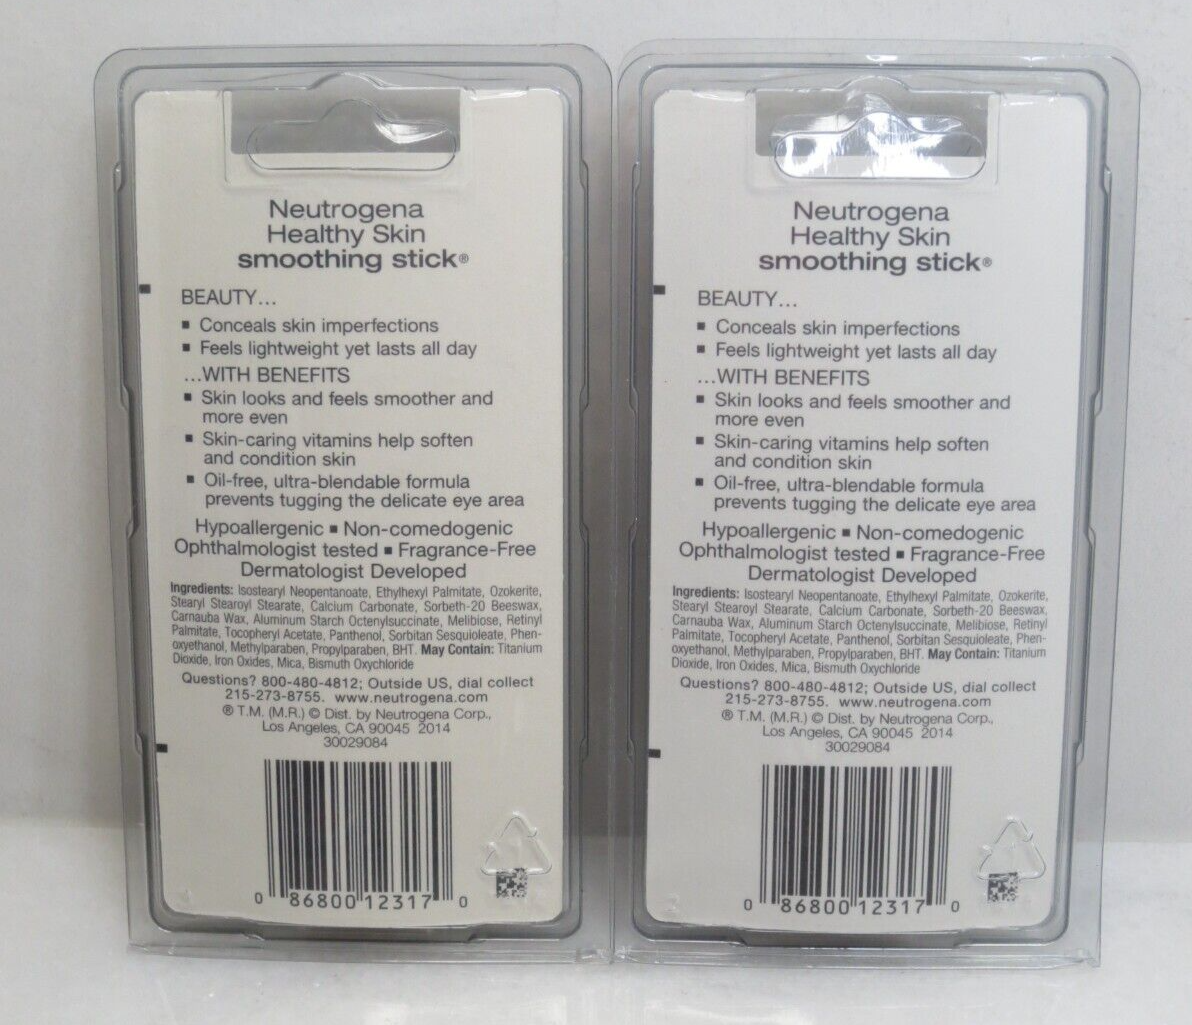 Neutrogena
Healthy Skin
smoothing stick®
BEAUTY...
▪ Conceals skin imperfections
▪ Feels lightweight yet lasts all day
...WITH BENEFITS
▪ Skin looks and feels smoother and
more even
▪ Skin-caring vitamins help soften
and condition skin
▪ Oil-free, ultra-blendable formula
prevents tugging the delicate eye area
Hypoallergenic ▪ Non-comedogenic
Ophthalmologist tested ▪ Fragrance-Free
Dermatologist Developed
Ingredients: Isostearyl Neopentanoate, Ethylhexyl Palmitate, Ozokerite,
Stearyl Stearoyl Stearate, Calcium Carbonate, Sorbeth-20 Beeswax,
Carnauba Wax, Aluminum Starch Octenylsuccinate, Melibiose, Retinyl
Palmitate, Tocopheryl Acetate, Panthenol, Sorbitan Sesquioleate, Phen-
oxyethanol, Methylparaben, Propylparaben, BHT. May Contain: Titanium
Dioxide, Iron Oxides, Mica, Bismuth Oxychloride
Questions? 800-480-4812; Outside US, dial collect
215-273-8755. www.neutrogena.com
® T.M. (M.R.) © Dist. by Neutrogena Corp.,
Los Angeles, CA 90045 2014
30029084
0 86800 12317 0
Neutrogena
Healthy Skin
smoothing stick®
BEAUTY...
▪ Conceals skin imperfections
▪ Feels lightweight yet lasts all day
...WITH BENEFITS
▪ Skin looks and feels smoother and
more even
▪ Skin-caring vitamins help soften
and condition skin
▪ Oil-free, ultra-blendable formula
prevents tugging the delicate eye area
Hypoallergenic ▪ Non-comedogenic
Ophthalmologist tested ▪ Fragrance-Free
Dermatologist Developed
Ingredients: Isostearyl Neopentanoate, Ethylhexyl Palmitate, Ozokerite,
Stearyl Stearoyl Stearate, Calcium Carbonate, Sorbeth-20 Beeswax,
Carnauba Wax, Aluminum Starch Octenylsuccinate, Melibiose, Retinyl
Palmitate, Tocopheryl Acetate, Panthenol, Sorbitan Sesquioleate, Phen-
oxyethanol, Methylparaben, Propylparaben, BHT. May Contain: Titanium
Dioxide, Iron Oxides, Mica, Bismuth Oxychloride
Questions? 800-480-4812; Outside US, dial collect
215-273-8755. www.neutrogena.com
® T.M. (M.R.) © Dist. by Neutrogena Corp.,
Los Angeles, CA 90045 2014
30029084
0 86800 12317 0